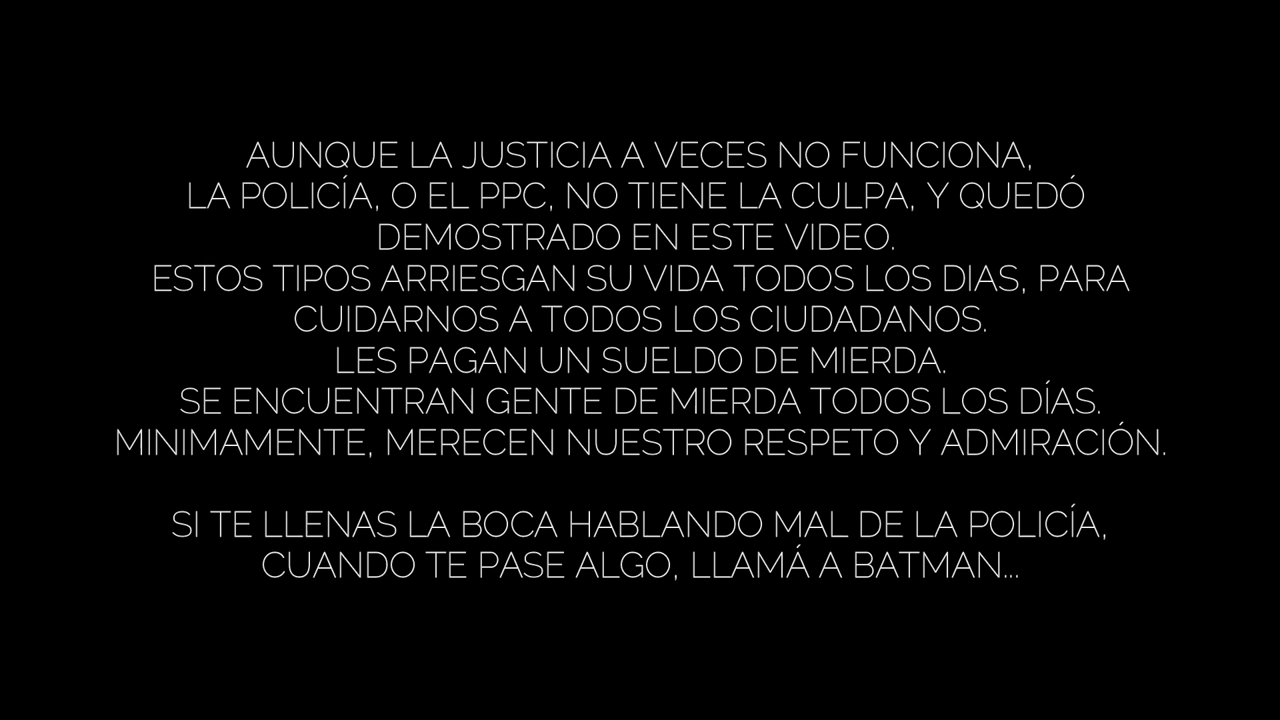 AUNQUE LA JUSTICIA A VECES NO FUNCIONA,
LA POLICÍA, O EL PPC, NO TIENE LA CULPA, Y QUEDÓ
DEMOSTRADO EN ESTE VIDEO.
ESTOS TIPOS ARRIESGAN SU VIDA TODOS LOS DIAS, PARA
CUIDARNOS A TODOS LOS CIUDADANOS.
LES PAGAN UN SUELDO DE MIERDA.
SE ENCUENTRAN GENTE DE MIERDA TODOS LOS DÍAS.
MINIMAMENTE, MERECEN NUESTRO RESPETO Y ADMIRACIÓN.
SI TE LLENAS LA BOCA HABLANDO MAL DE LA POLICÍA,
CUANDO TE PASE ALGO, LLAMÁ A BATMAN...